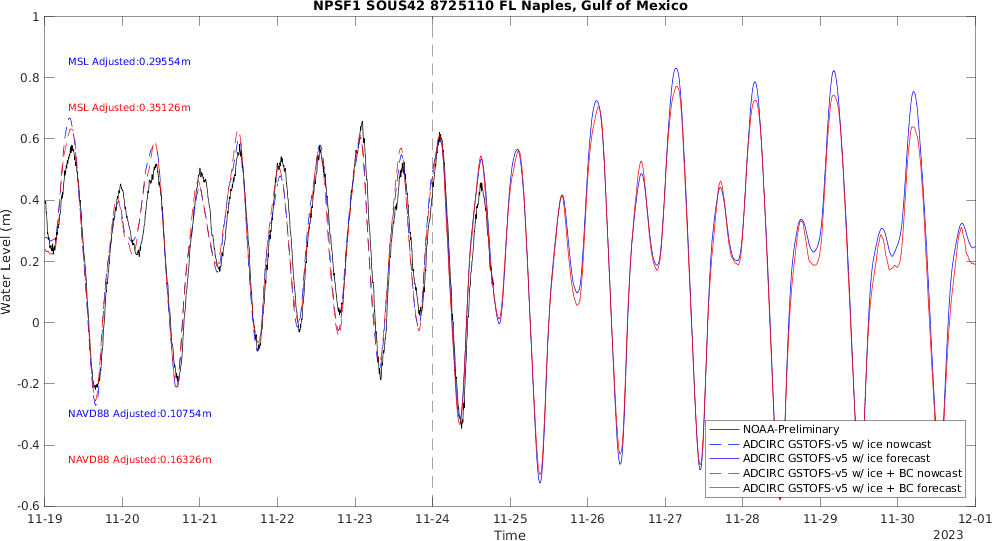 NPSF1 SOUS42 8725110 FL Naples, Gulf of Mexico
MSL Adjusted:0.29554m
MSL Adjusted:0.35126m
NAVD88 Adjusted:0.10754m
NAVD88 Adjusted:0.16326m
Water Level (m)
1
0.8
0.6
0.4
0.2
0
-0.2
-0.4
-0.6
NOAA-Preliminary
ADCIRC GSTOFS-v5 w/ ice nowcast
ADCIRC GSTOFS-v5 w/ ice forecast
ADCIRC GSTOFS-v5 w/ ice + BC nowcast
ADCIRC GSTOFS-v5 w/ ice + BC forecast
11-19 11-20 11-21 11-22 11-23 11-24 11-25 11-26 11-27 11-28 11-29 11-30 12-01
Time
2023